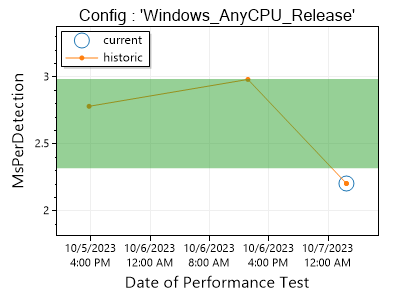 Config : 'Windows_AnyCPU_Release'
current
historic
MsPerDetection
3
2.5
2
10/5/2023 10/6/2023 10/6/2023 10/6/2023 10/7/2023
4:00 PM 12:00 AM 8:00 AM 4:00 PM 12:00 AM
Date of Performance Test